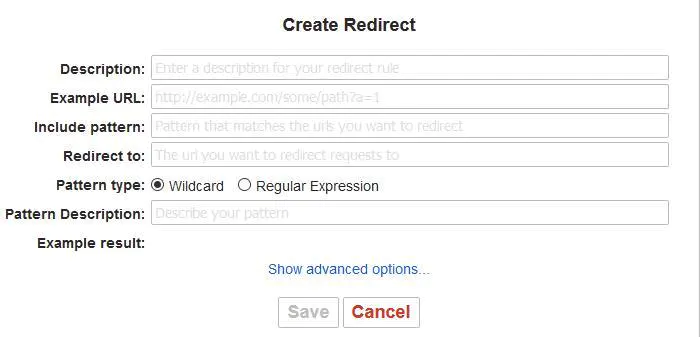 Create Redirect
Description: Enter a description for your redirect rule
Example URL: http://example.com/some/path?a=1
Include pattern: Pattern that matches the urls you want to redirect
Redirect to: The url you want to redirect requests to
Pattern type: Wildcard Regular Expression
Pattern Description: Describe your pattern
Example result:
Show advanced options...
Save Cancel